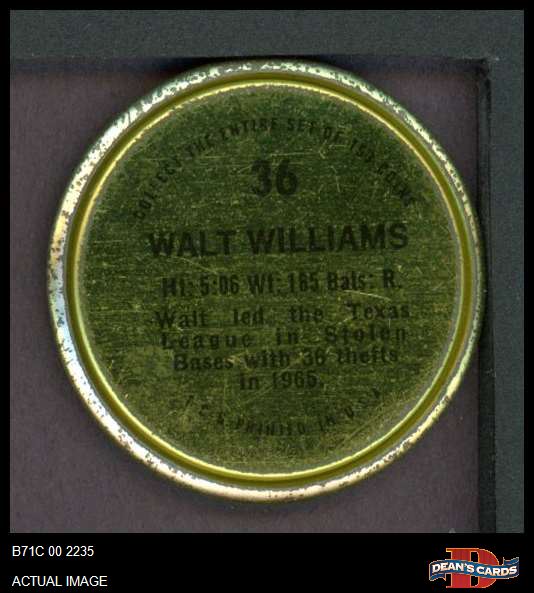 COLLECT THE ENTIRE SET OF 153 COINS
36
WALT WILLIAMS
Ht: 5:06 Wt: 185 Bats: R.
Walt led the Texas
League in Stolen
Bases with 36 thefts
in 1965.
PRINTED IN U.S.A.
B71C 00 2235
ACTUAL IMAGE
DEAN'S CARDS